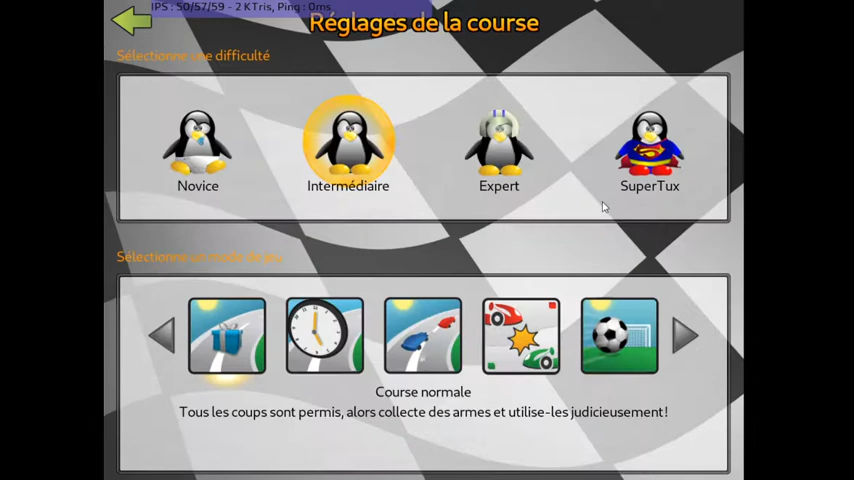 IPS : 50/57/59 - 2 KTris, Ping : 0ms
Réglages de la course
Sélectionne une difficulté
Novice
Intermédiaire
Expert
SuperTux
Sélectionne un mode de jeu
Course normale
Tous les coups sont permis, alors collecte des armes et utilise-les judicieusement!